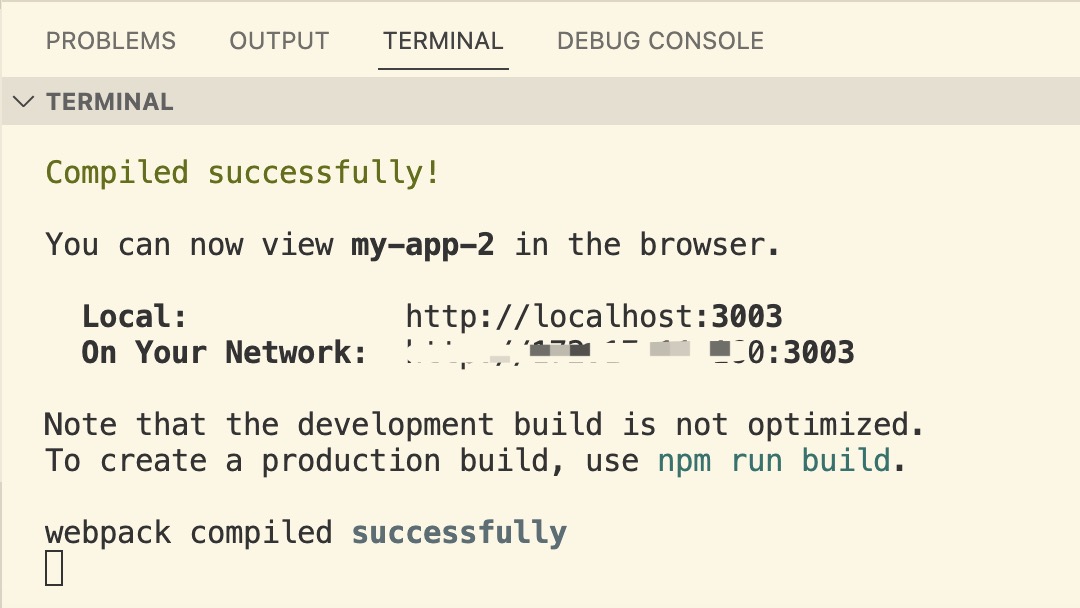 PROBLEMS OUTPUT TERMINAL DEBUG CONSOLE
TERMINAL
Compiled successfully!
You can now view my-app-2 in the browser.
Local: http://localhost:3003
On Your Network: :3003
Note that the development build is not optimized.
To create a production build, use npm run build.
webpack compiled successfully